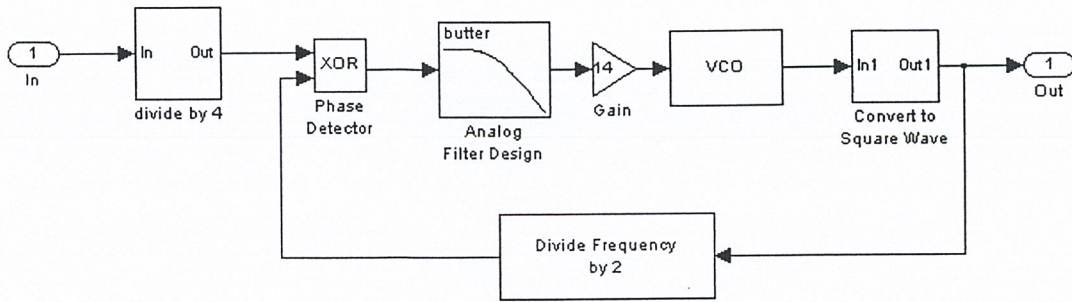 1
In
In
Out
divide by 4
XOR
Phase
Detector
butter
Analog
Filter Design
14
Gain
VCO
In1
Out1
Convert to
Square Wave
1
Out
Divide Frequency
by 2